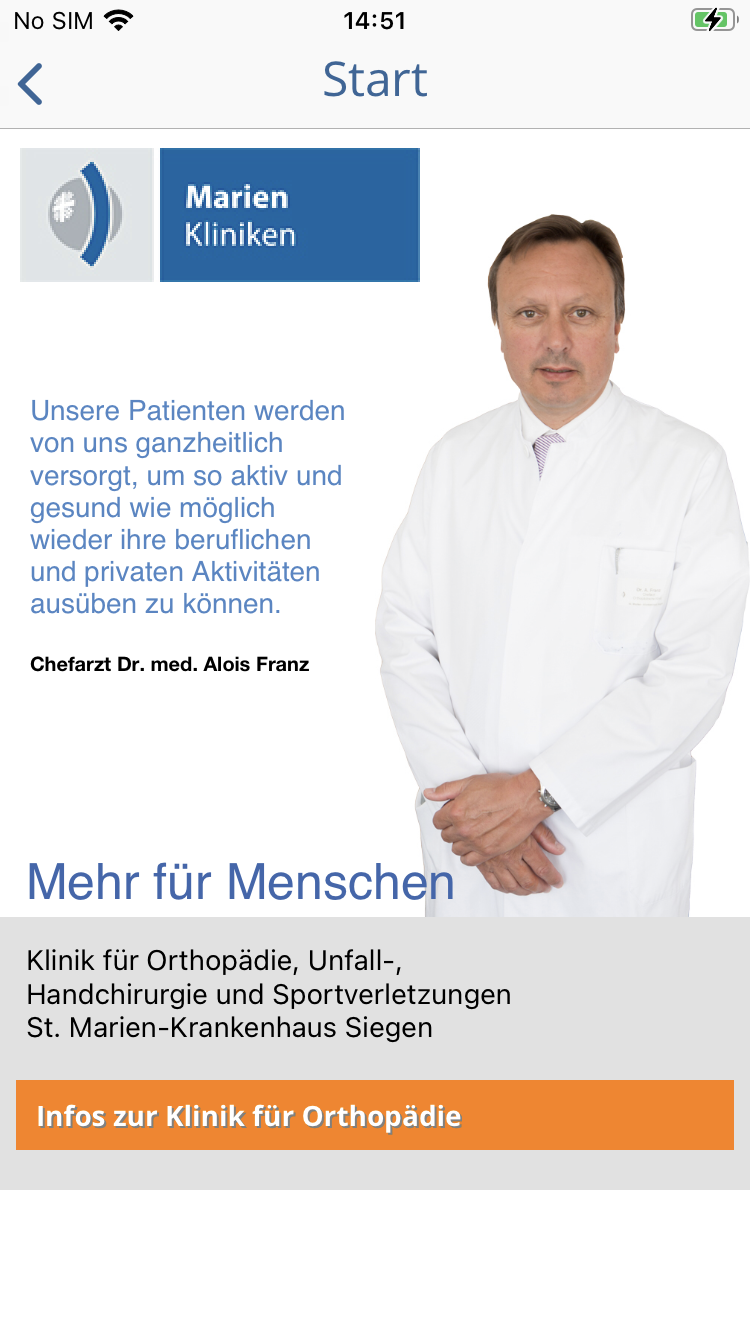 No SIM 14:51
Start
Marien
Kliniken
Unsere Patienten werden
von uns ganzheitlich
versorgt, um so aktiv und
gesund wie möglich
wieder ihre beruflichen
und privaten Aktivitäten
ausüben zu können.
Chefarzt Dr. med. Alois Franz
Mehr für Menschen
Klinik für Orthopädie, Unfall-,
Handchirurgie und Sportverletzungen
St. Marien-Krankenhaus Siegen
Infos zur Klinik für Orthopädie